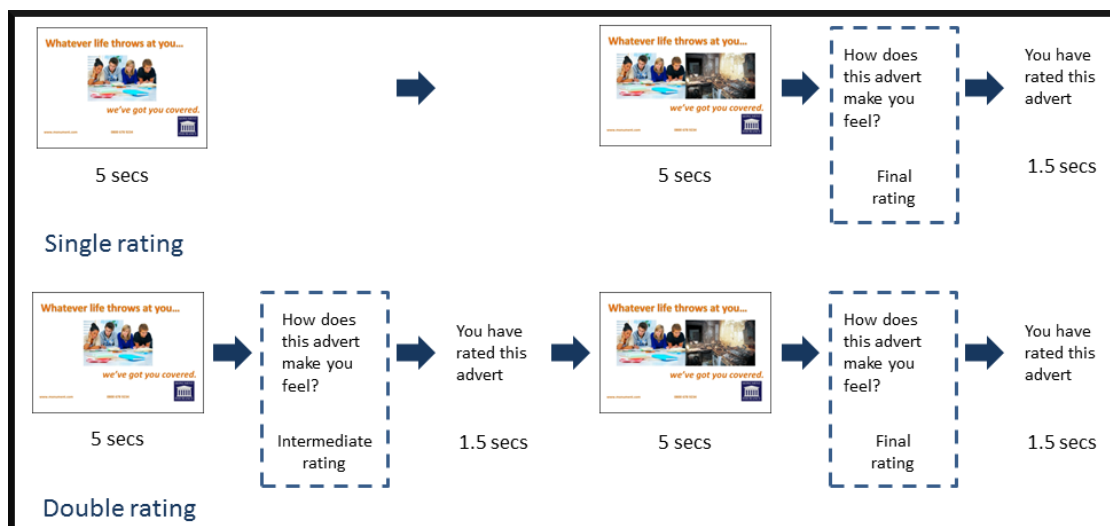 Whatever life throws at you...
we've got you covered.
5 secs
Whatever life throws at you...
we've got you covered.
5 secs
How does
this advert
make you
feel?
Final
rating
You have
rated this
advert
1.5 secs
Single rating
Whatever life throws at you...
we've got you covered.
5 secs
How does
this advert
make you
feel?
Intermediate
rating
You have
rated this
advert
1.5 secs
Whatever life throws at you...
we've got you covered.
5 secs
How does
this advert
make you
feel?
Final
rating
You have
rated this
advert
1.5 secs
Double rating